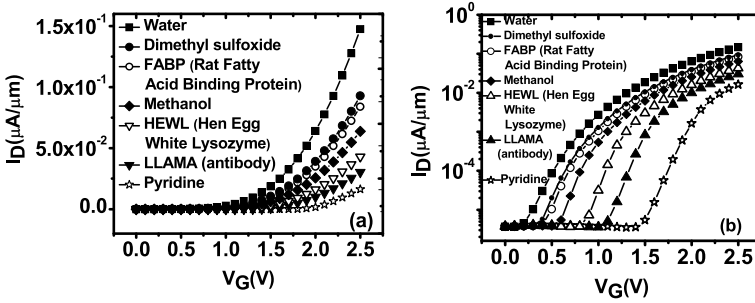 I_D(μA/μm)
1.5x10^-1
1.0x10^-1
5.0x10^-2
0.0
Water
Dimethyl sulfoxide
FABP (Rat Fatty
Acid Binding Protein)
Methanol
HEWL (Hen Egg
White Lysozyme)
LLAMA (antibody)
Pyridine
(a)
0.0 0.5 1.0 1.5 2.0 2.5
V_G(V)
I_D(μA/μm)
10^0
10^-2
10^-4
Water
Dimethyl sulfoxide
FABP (Rat Fatty
Acid Binding Protein)
Methanol
HEWL (Hen Egg
White
Lysozyme)
LLAMA
(antibody)
Pyridine
(b)
0.0 0.5 1.0 1.5 2.0 2.5
V_G(V)